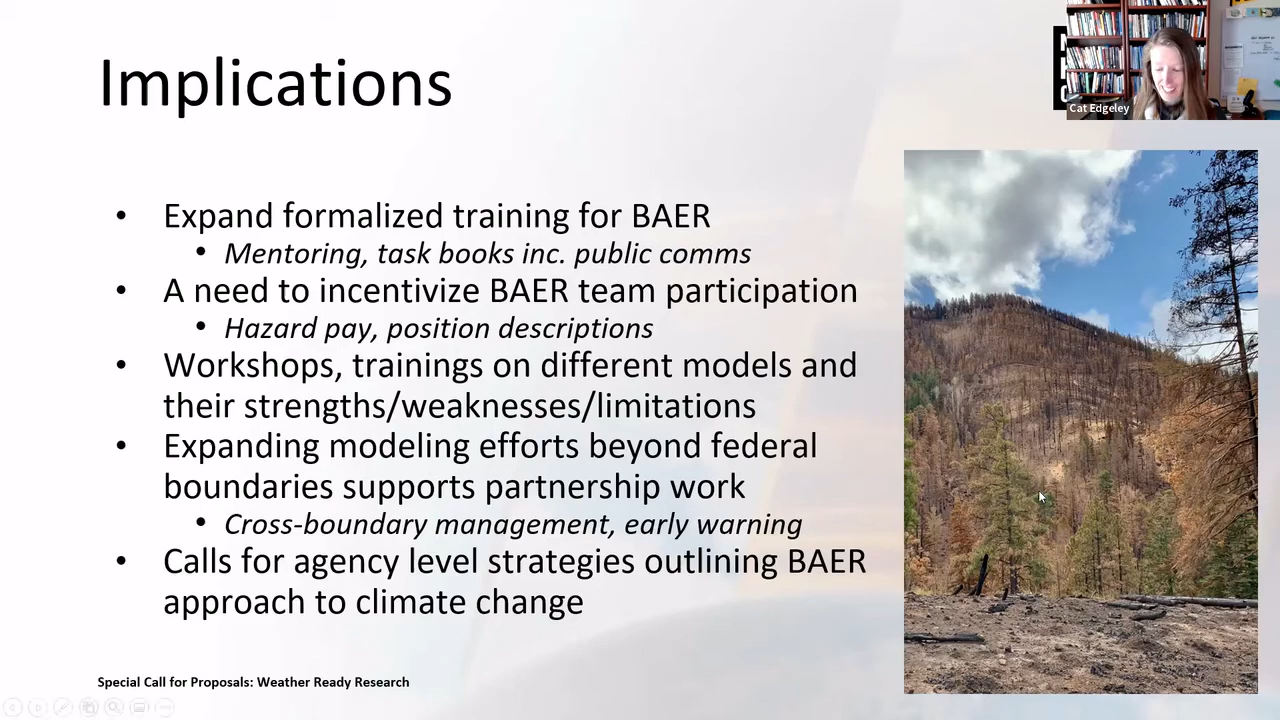 Implications
Cat Edgeley
• Expand formalized training for BAER
• Mentoring, task books inc. public comms
• A need to incentivize BAER team participation
• Hazard pay, position descriptions
• Workshops, trainings on different models and
their strengths/weaknesses/limitations
• Expanding modeling efforts beyond federal
boundaries supports partnership work
• Cross-boundary management, early warning
• Calls for agency level strategies outlining BAER
approach to climate change
Special Call for Proposals: Weather Ready Research